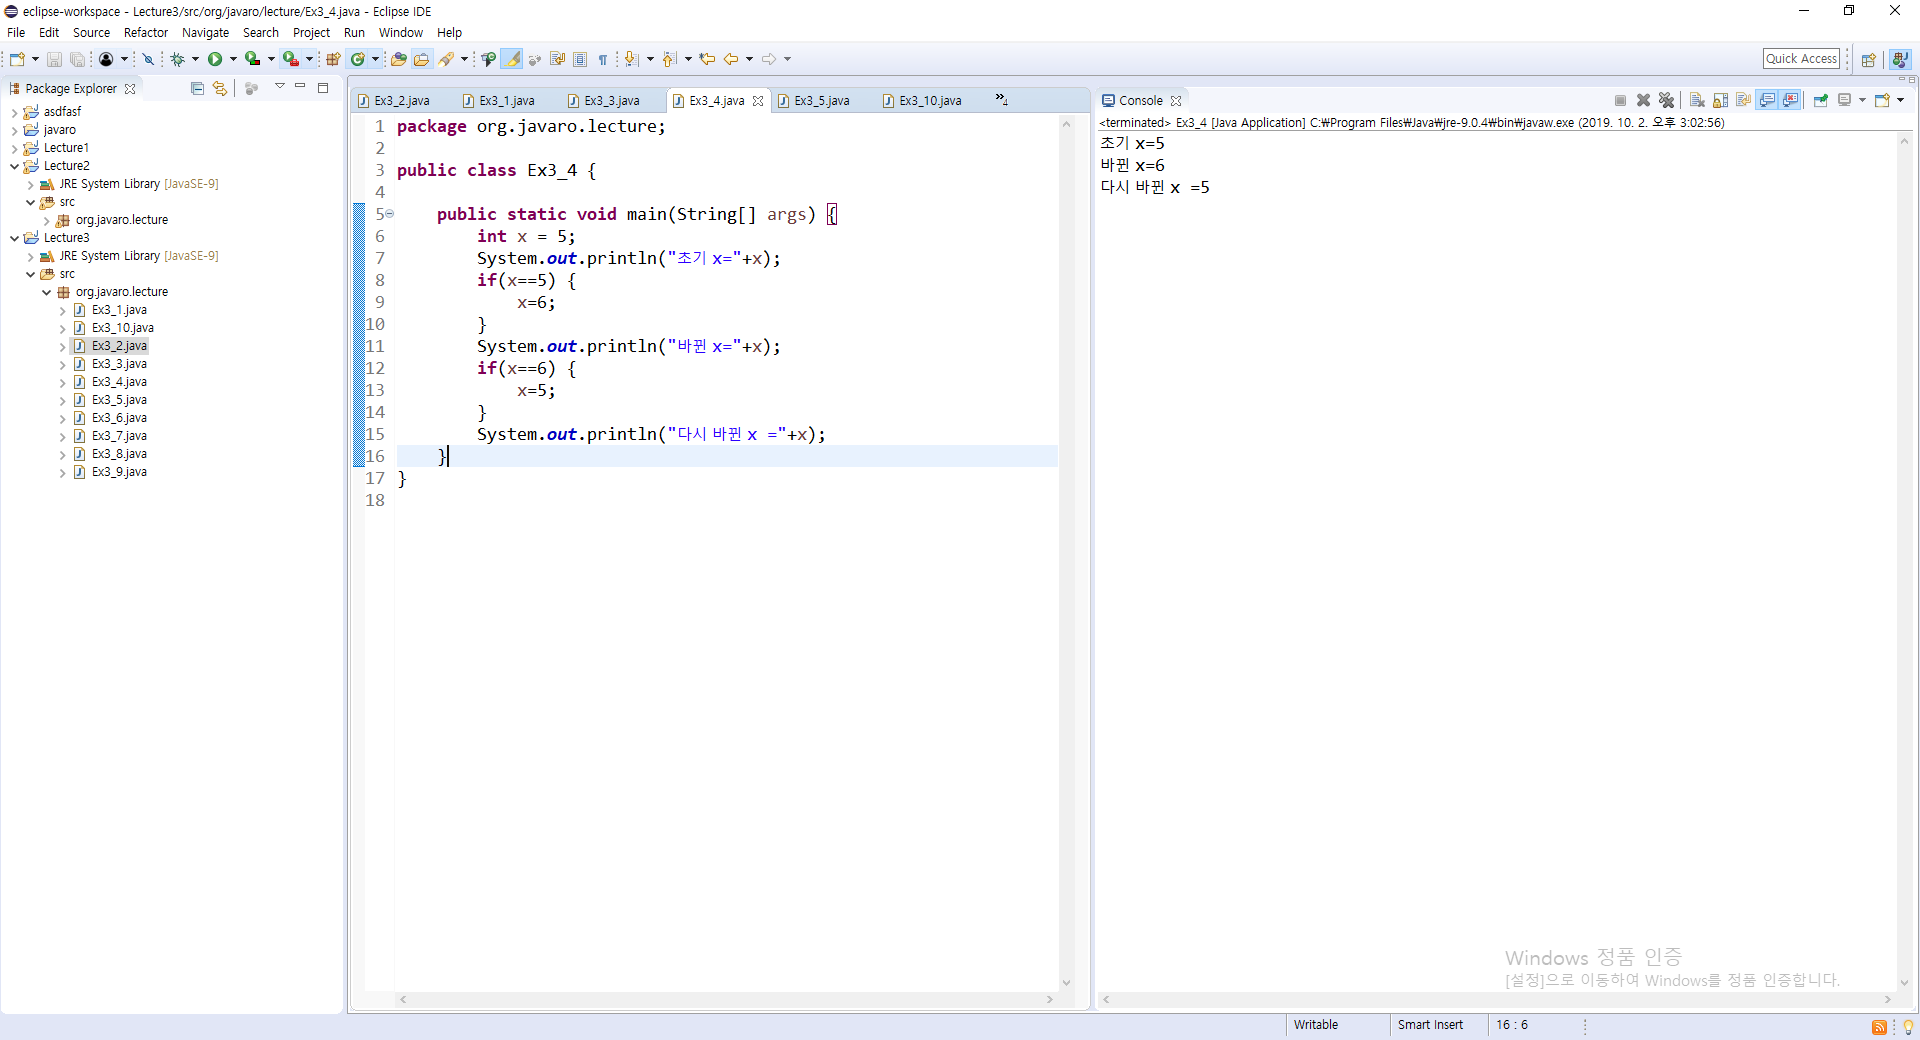 eclipse-workspace - Lecture3/src/org/javaro/lecture/Ex3_4.java - Eclipse IDE
File Edit Source Refactor Navigate Search Project Run Window Help
Quick Access
Package Explorer
asdfasf
javaro
Lecture1
Lecture2
JRE System Library [JavaSE-9]
src
org.javaro.lecture
Lecture3
JRE System Library [JavaSE-9]
src
org.javaro.lecture
Ex3_1.java
Ex3_10.java
Ex3_2.java
Ex3_3.java
Ex3_4.java
Ex3_5.java
Ex3_6.java
Ex3_7.java
Ex3_8.java
Ex3_9.java
Ex3_2.java Ex3_1.java Ex3_3.java Ex3_4.java Ex3_5.java Ex3_10.java »4
1 package org.javaro.lecture;
2
3 public class Ex3_4 {
4
5 public static void main(String[] args) {
6 int x = 5;
7 System.out.println("초기 x="+x);
8 if(x==5) {
9 x=6;
10 }
11 System.out.println("바뀐 x="+x);
12 if(x==6) {
13 x=5;
14 }
15 System.out.println("다시 바뀐 x ="+x);
16 }
17 }
18
Console
<terminated> Ex3_4 [Java Application] C:₩Program Files₩Java₩jre-9.0.4₩bin₩javaw.exe (2019. 10. 2. 오후 3:02:56)
초기 x=5
바뀐 x=6
다시 바뀐 x =5
Windows 정품 인증
[설정]으로 이동하여 Windows를 정품 인증합니다.
Writable Smart Insert 16 : 6